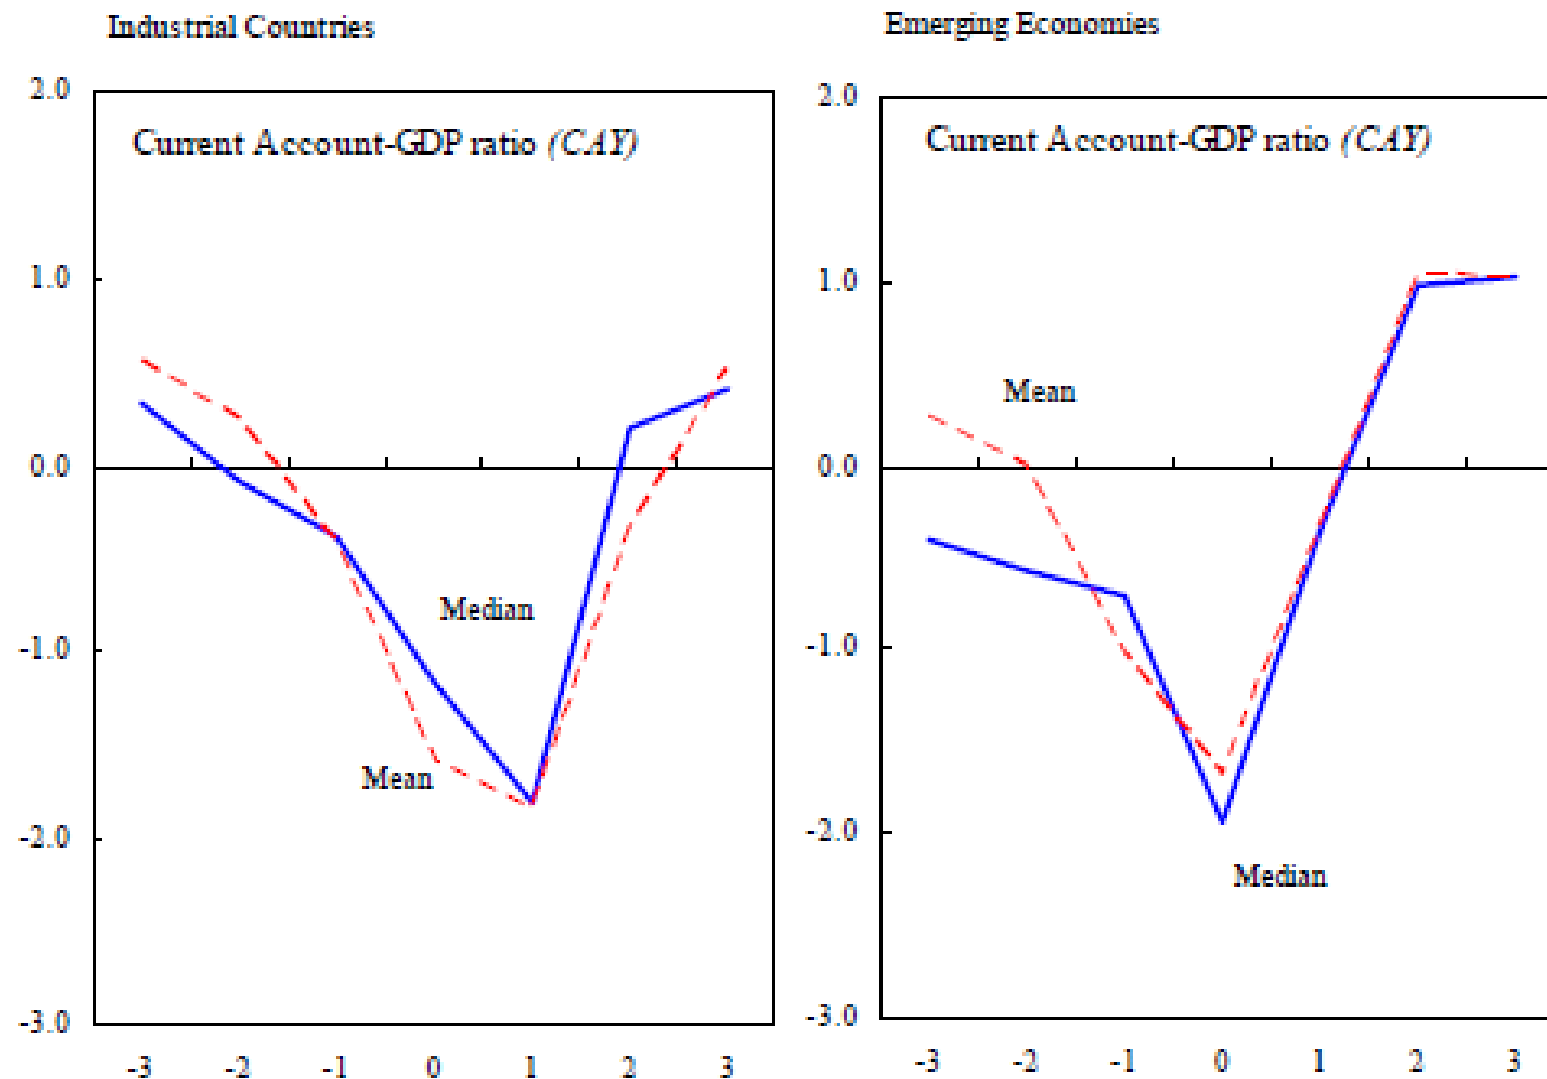 Industrial Countries
2.0
Current Account-GDP ratio (CAY)
1.0
0.0
Median
-1.0
Mean
-2.0
-3.0
-3 -2 -1 0 1 2 3
Emerging Economies
2.0
Current Account-GDP ratio (CAY)
1.0
Mean
0.0
-1.0
-2.0
Median
-3.0
-3 -2 -1 0 1 2 3